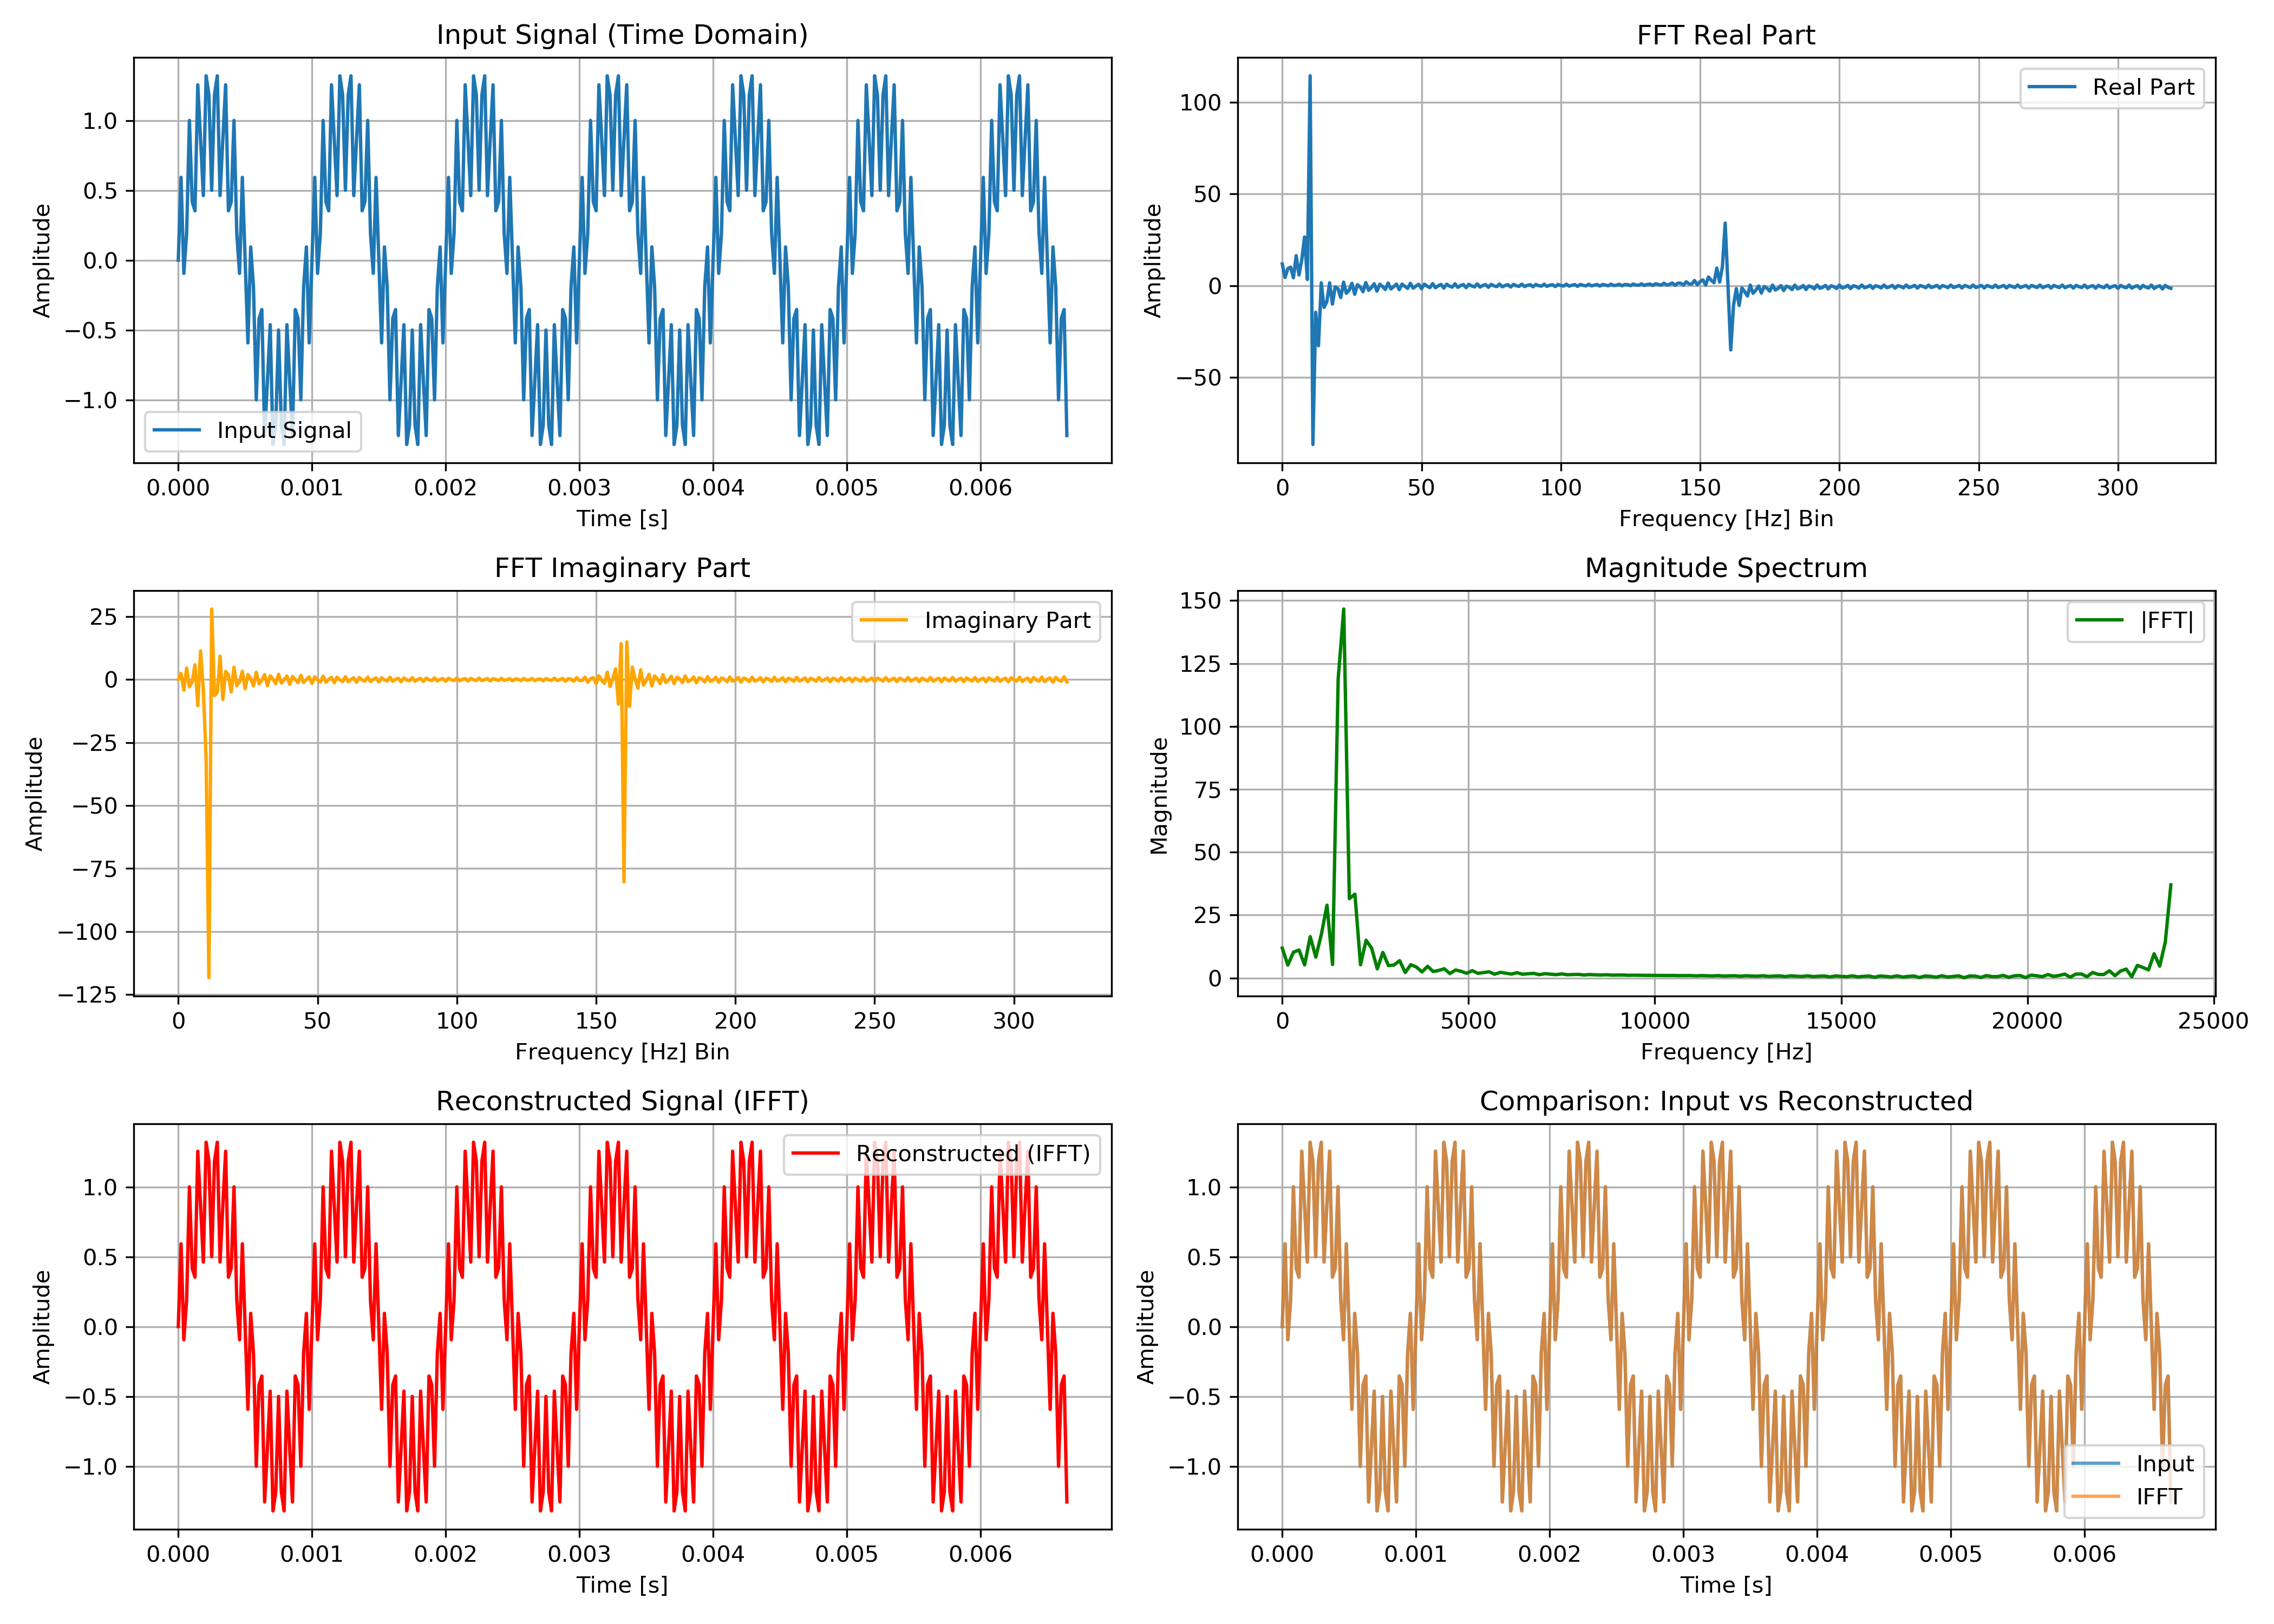 Input Signal (Time Domain)
Amplitude
1.0
0.5
0.0
−0.5
−1.0
Input Signal
0.000 0.001 0.002 0.003 0.004 0.005 0.006
Time [s]
FFT Real Part
Amplitude
100
50
0
−50
Real Part
0 50 100 150 200 250 300
Frequency [Hz] Bin
FFT Imaginary Part
Amplitude
25
0
−25
−50
−75
−100
−125
Imaginary Part
0 50 100 150 200 250 300
Frequency [Hz] Bin
Magnitude Spectrum
Magnitude
150
125
100
75
50
25
0
|FFT|
0 5000 10000 15000 20000 25000
Frequency [Hz]
Reconstructed Signal (IFFT)
Amplitude
1.0
0.5
0.0
−0.5
−1.0
Reconstructed (IFFT)
0.000 0.001 0.002 0.003 0.004 0.005 0.006
Time [s]
Comparison: Input vs Reconstructed
Amplitude
1.0
0.5
0.0
−0.5
−1.0
Input
IFFT
0.000 0.001 0.002 0.003 0.004 0.005 0.006
Time [s]